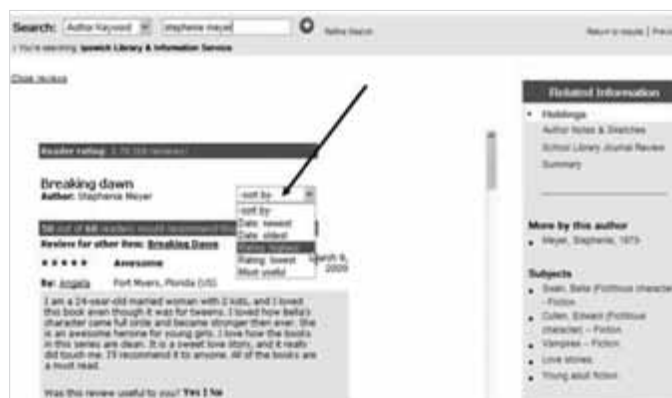 Search: Author Keyword stephenie meyer Refine Search
Return to results | Previ
> You're searching: Ipswich Library & Information Service
Close reviews
Related Information
Holdings
Author Notes & Sketches
School Library Journal Review
Summary
Reader rating:
Breaking dawn
Author: Stephenie Meyer
-sort by-
-sort by-
Date: newest
Date: oldest
Rating: highest
Rating: lowest
Most useful
50 out of 60 readers would recommend this
Review for other item: Breaking Dawn
★★★★★ Awesome
March 9,
2009
By: Angela Fort Myers, Florida (US)
I am a 24-year-old married woman with 2 kids, and I loved
this book even though it was for tweens. I loved how bella's
character came full circle and became stronger then ever. She
is an awesome heroine for young girls. I love how the books
in this series are clean. It is a sweet love story, and it really
did touch me. I'll recommend it to anyone. All of the books are
a must read.
Was this review useful to you? Yes | No
More by this author
Meyer, Stephenie, 1973-
Subjects
Swan, Bella (Fictitious character)
- Fiction.
Cullen, Edward (Fictitious
character) - Fiction.
Vampires - Fiction.
Love stories.
Young adult fiction.